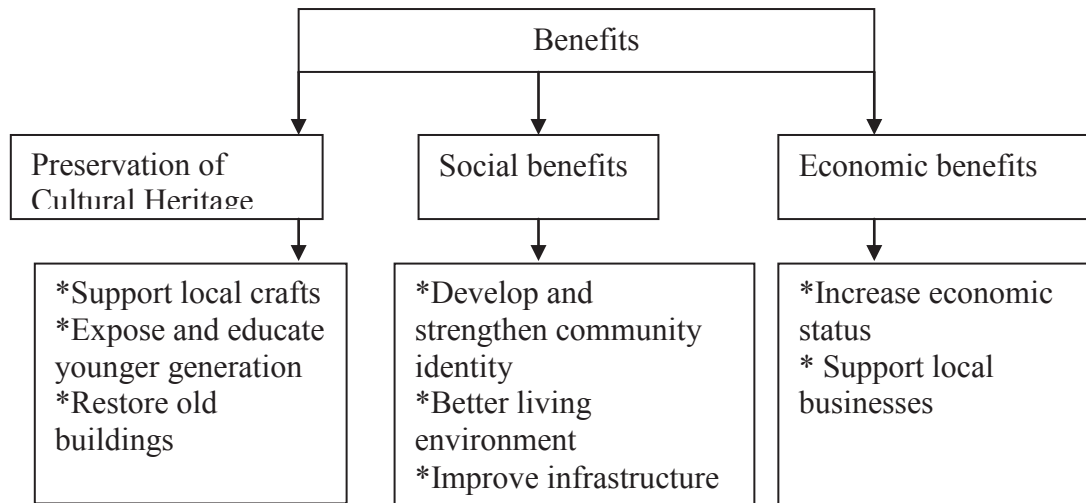 Benefits
Preservation of
Cultural Heritage
Social benefits
Economic benefits
*Support local crafts
*Expose and educate
younger generation
*Restore old
buildings
*Develop and
strengthen community
identity
*Better living
environment
*Improve infrastructure
*Increase economic
status
* Support local
businesses